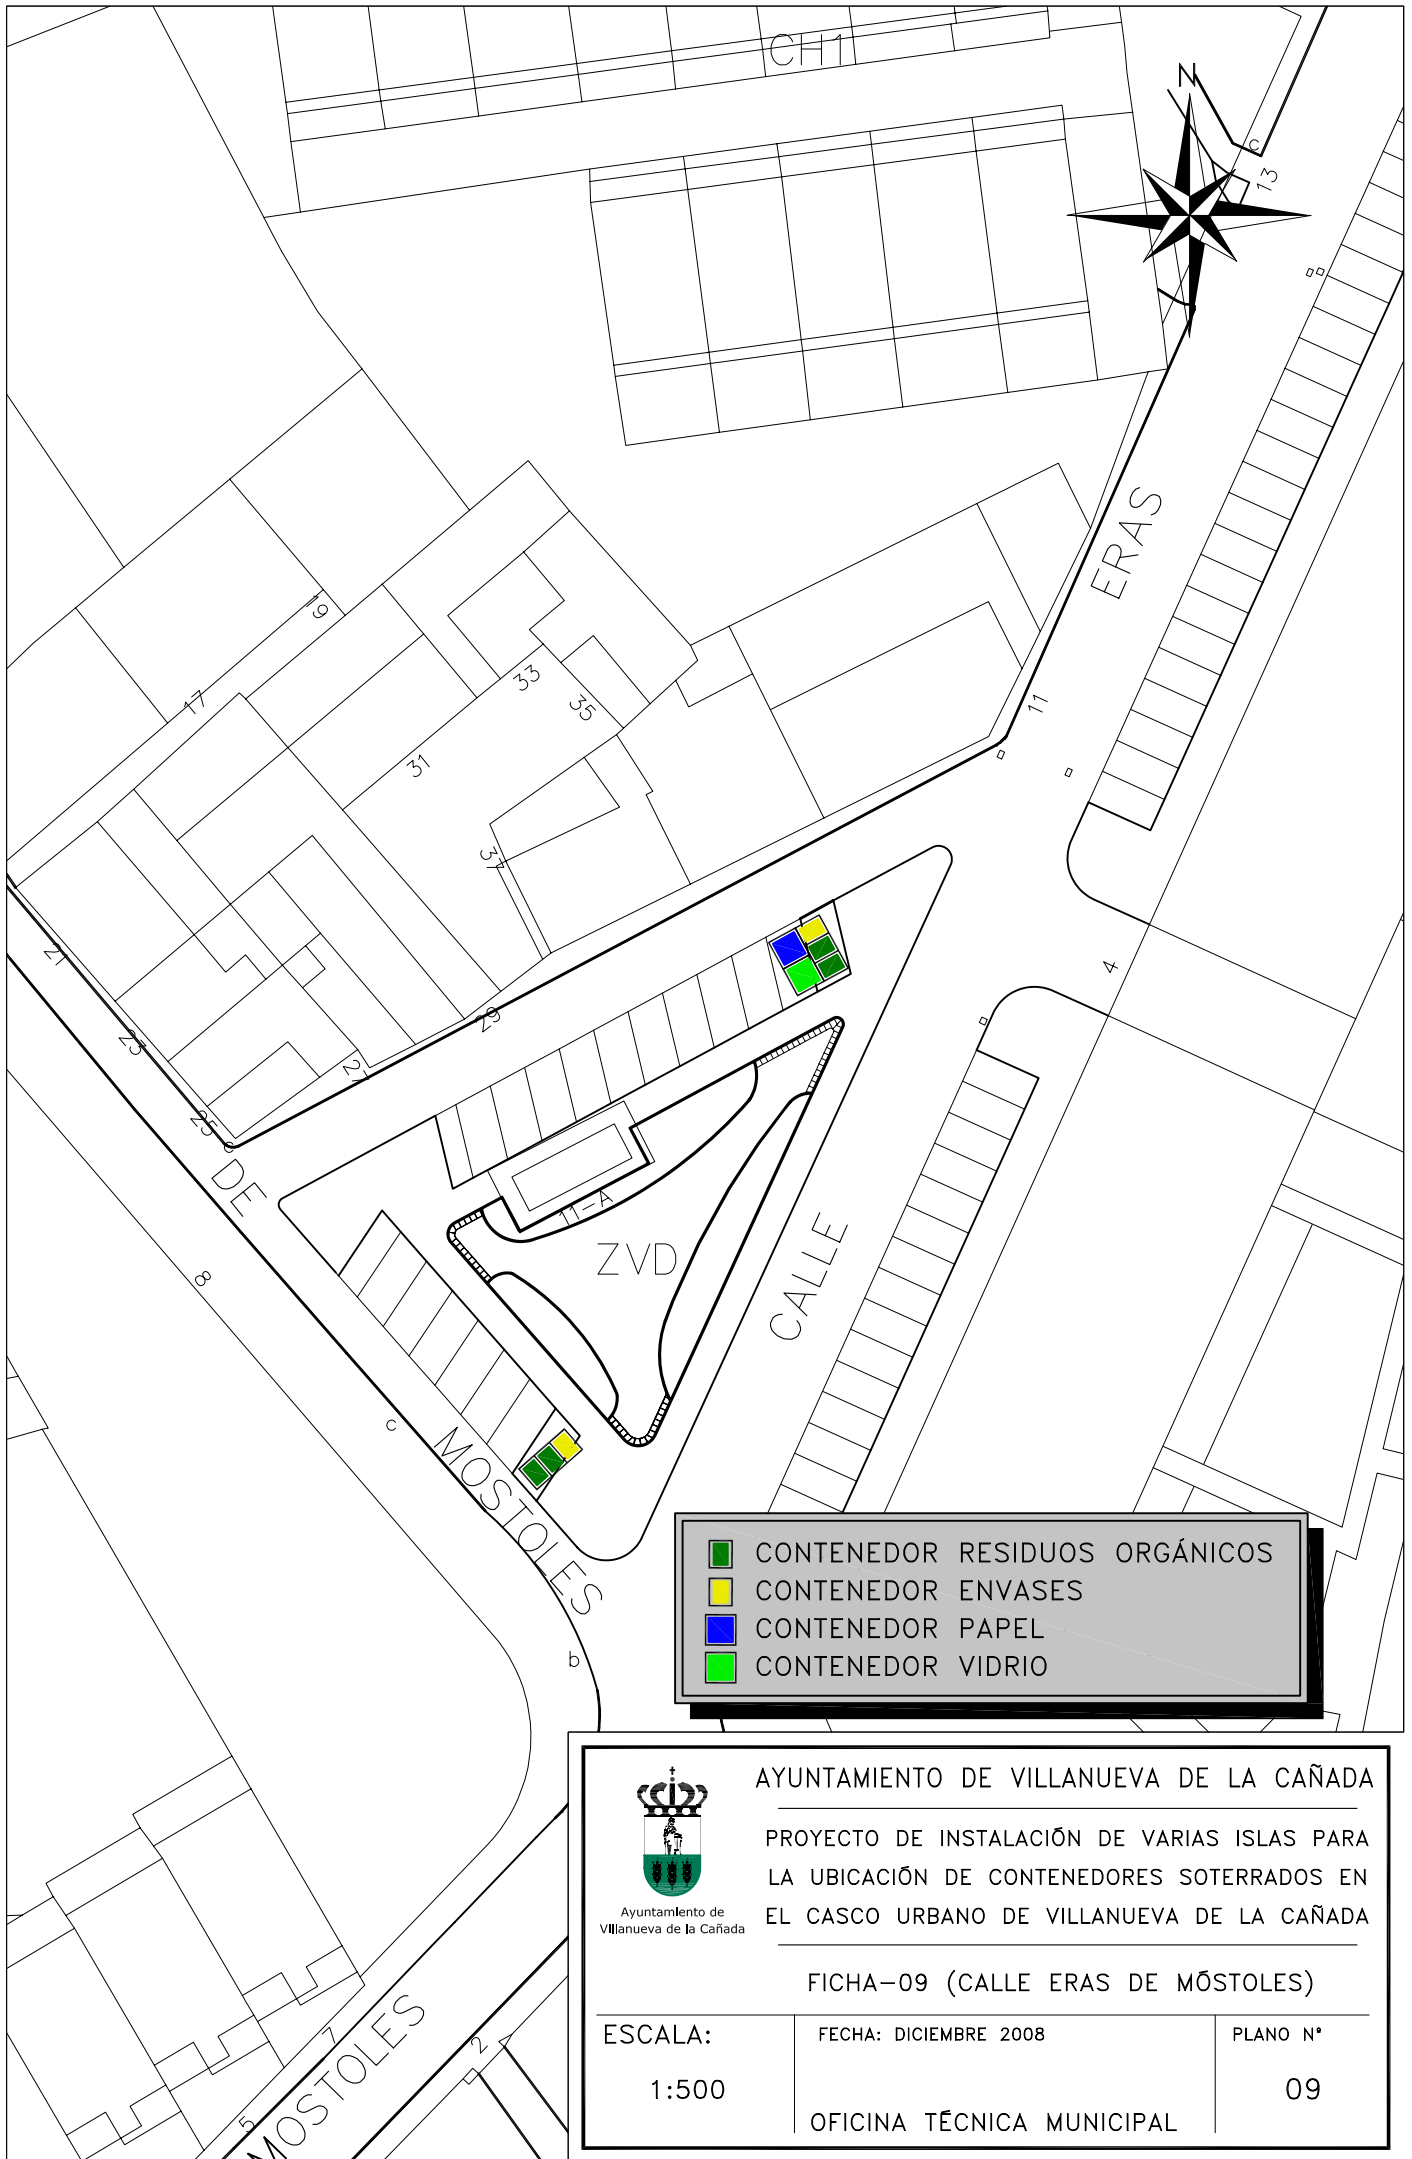 CH1
N
c
13
ERAS
19
17
33
35
31
11
37
21
29
4
23
27
25
c
DE
11-A
ZVD
8
CALLE
c
MOSTOLES
b
CONTENEDOR RESIDUOS ORGÁNICOS
CONTENEDOR ENVASES
CONTENEDOR PAPEL
CONTENEDOR VIDRIO
AYUNTAMIENTO DE VILLANUEVA DE LA CAÑADA
PROYECTO DE INSTALACIÓN DE VARIAS ISLAS PARA
LA UBICACIÓN DE CONTENEDORES SOTERRADOS EN
EL CASCO URBANO DE VILLANUEVA DE LA CAÑADA
Ayuntamiento de
Villanueva de la Cañada
FICHA-09 (CALLE ERAS DE MÓSTOLES)
ESCALA:
1:500
FECHA: DICIEMBRE 2008
OFICINA TÉCNICA MUNICIPAL
PLANO Nº
09
7
2
5
MOSTOLES